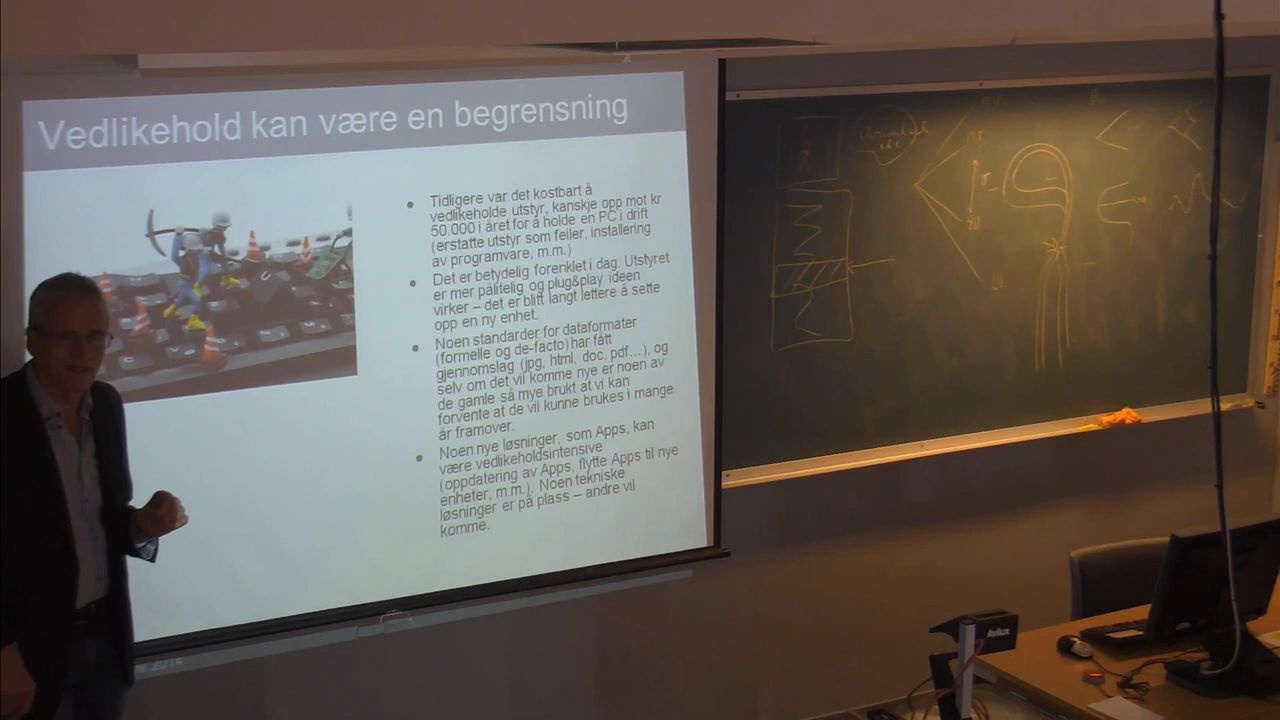 Vedlikehold kan være en begrensning
• Tidligere var det kostbart å
vedlikeholde utstyr, kanskje opp mot kr
50.000 i året for å holde en PC i drift
(erstatte utstyr som feiler, installering
av programvare, m.m.)
• Det er betydelig forenklet i dag. Utstyret
er mer pålitelig og plug&play ideen
virker – det er blitt langt lettere å sette
opp en ny enhet.
• Noen standarder for dataformater
(formelle og de-facto) har fått
gjennomslag (jpg, html, doc, pdf…), og
selv om det vil komme nye er noen av
de gamle så mye brukt at vi kan
forvente at de vil kunne brukes i mange
år framover.
• Noen nye løsninger, som Apps, kan
være vedlikeholdsintensive
(oppdatering av Apps, flytte Apps til nye
enheter, m.m.). Noen tekniske
løsninger er på plass – andre vil
komme.
2014